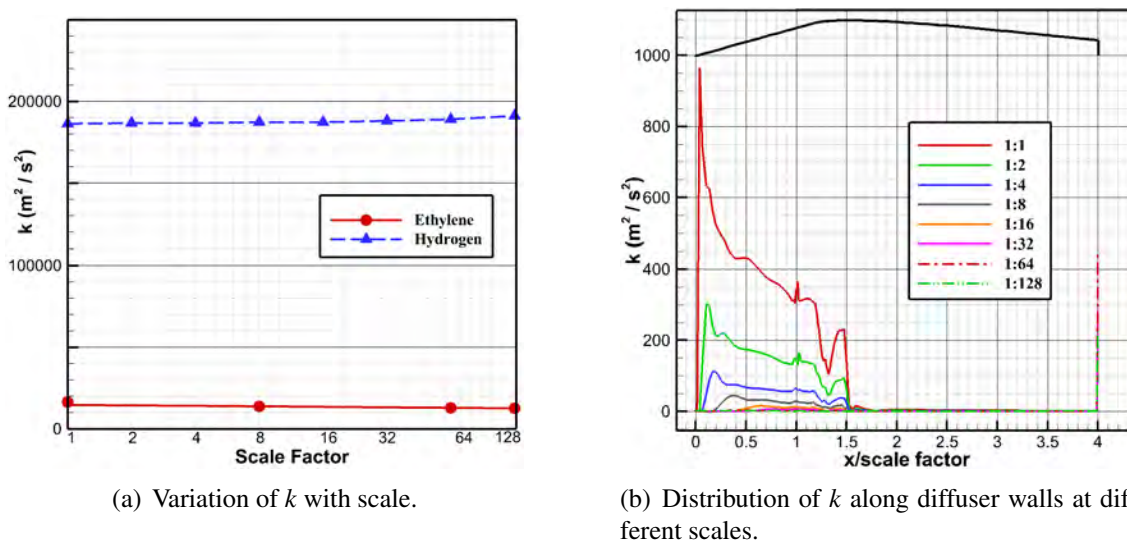 200000
100000
0
k (m² / s²)
Ethylene
Hydrogen
1 2 4 8 16 32 64 128
Scale Factor
(a) Variation of k with scale.
1000
800
600
400
200
0
k (m² / s²)
1:1
1:2
1:4
1:8
1:16
1:32
1:64
1:128
0 0.5 1 1.5 2 2.5 3 3.5 4
x/scale factor
(b) Distribution of k along diffuser walls at dif-
ferent scales.